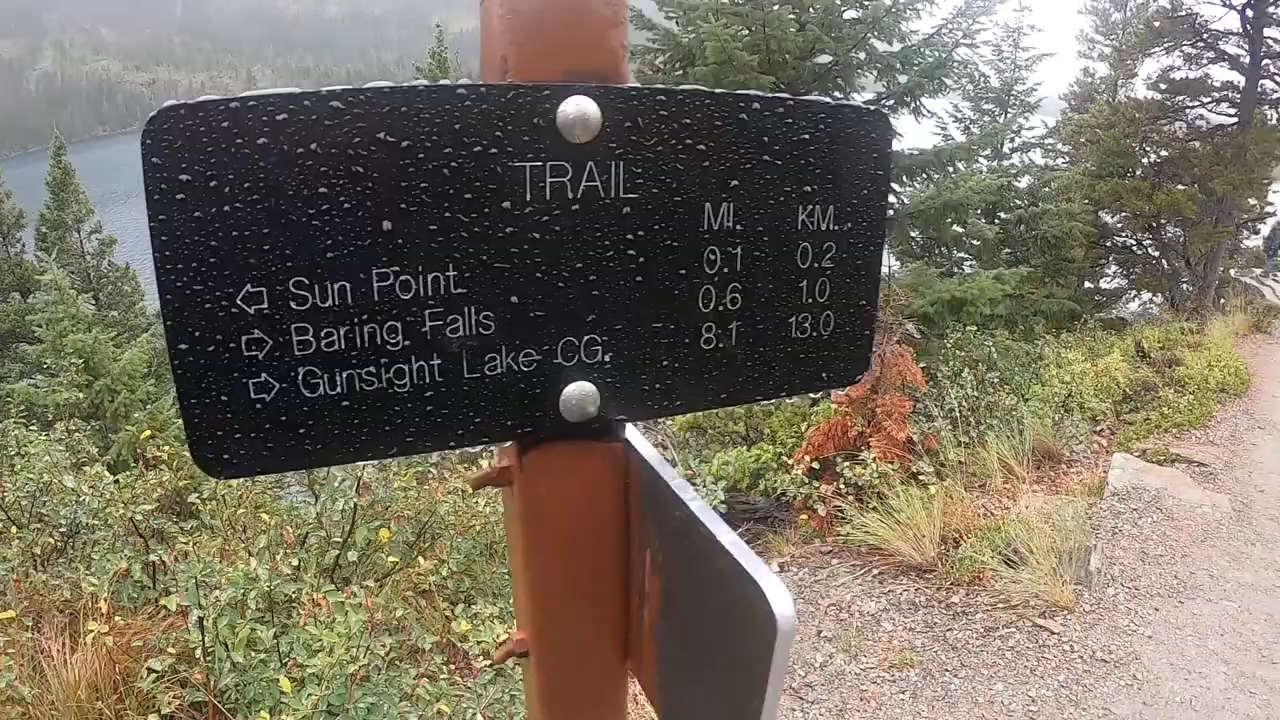 TRAIL
MI. KM.
⇦ Sun Point 0.1 0.2
⇨ Baring Falls 0.6 1.0
⇨ Gunsight Lake CG. 8.1 13.0